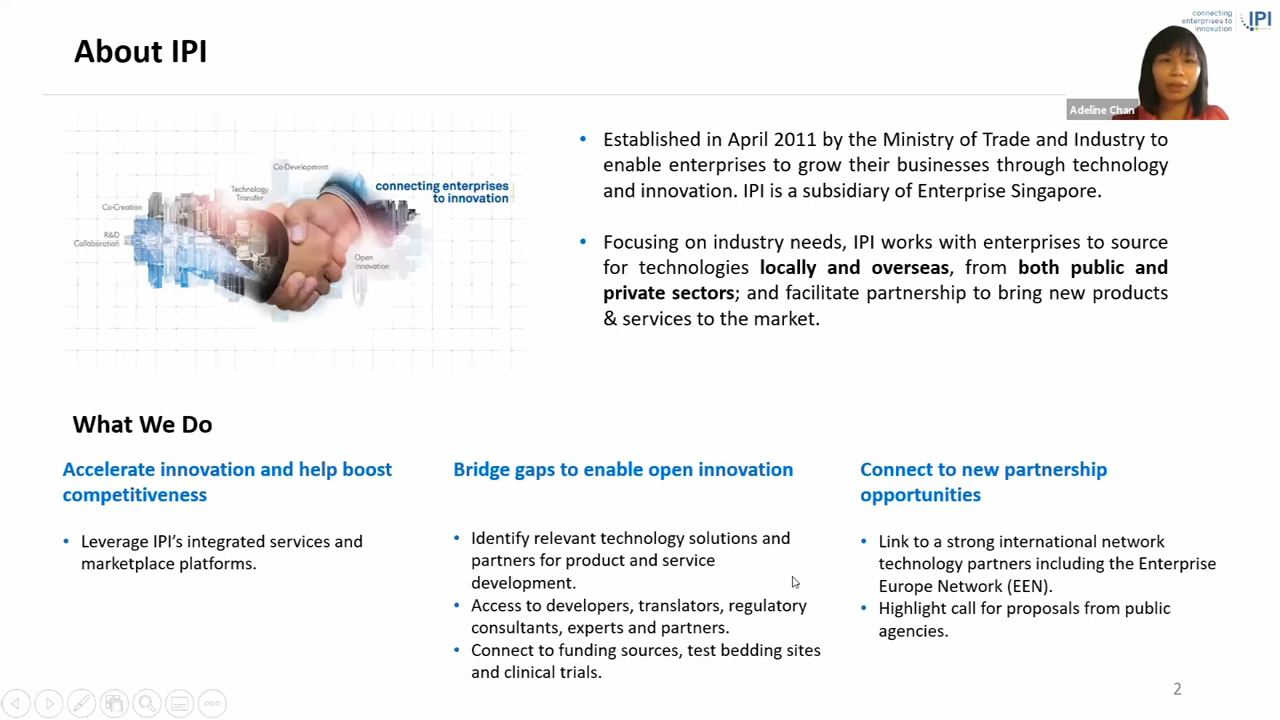 About IPI
connecting
enterprises to
innovation
IPI
Adeline Chan
Co-Development
Technology
Transfer
connecting enterprises
to innovation
Co-Creation
R&D
Collaboration
Open
Innovation
• Established in April 2011 by the Ministry of Trade and Industry to
enable enterprises to grow their businesses through technology
and innovation. IPI is a subsidiary of Enterprise Singapore.
• Focusing on industry needs, IPI works with enterprises to source
for technologies locally and overseas, from both public and
private sectors; and facilitate partnership to bring new products
& services to the market.
What We Do
Accelerate innovation and help boost
competitiveness
• Leverage IPI's integrated services and
marketplace platforms.
Bridge gaps to enable open innovation
• Identify relevant technology solutions and
partners for product and service
development.
• Access to developers, translators, regulatory
consultants, experts and partners.
• Connect to funding sources, test bedding sites
and clinical trials.
Connect to new partnership
opportunities
• Link to a strong international network
technology partners including the Enterprise
Europe Network (EEN).
• Highlight call for proposals from public
agencies.
2